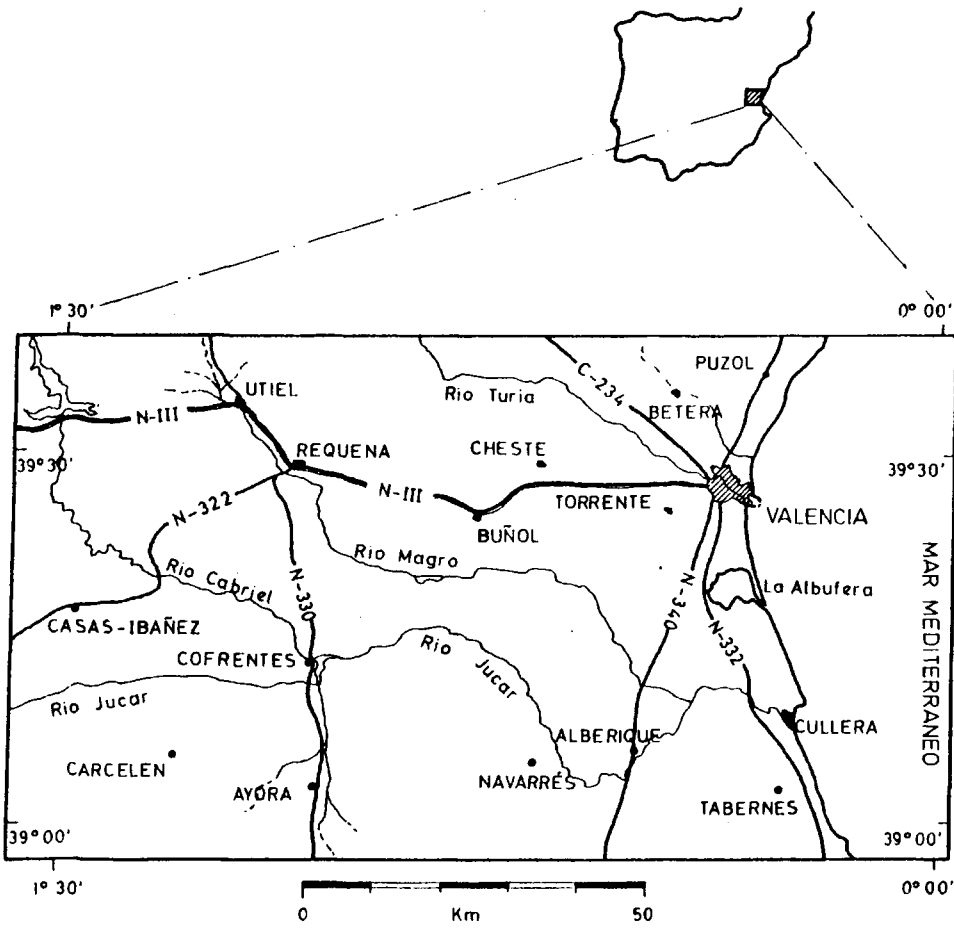 1° 30'
0° 00'
PUZOL
UTIEL
Rio Turia
C-234
BETERA
N-III
39° 30'
REQUENA
CHESTE
39° 30'
N-322
N-III
TORRENTE
VALENCIA
BUÑOL
Rio Magro
Rio Cabriel
N-330
N-340
La Albufera
CASAS-IBAÑEZ
COFRENTES
Rio Jucar
N-332
MAR MEDITERRANEO
Rio Jucar
CULLERA
ALBERIQUE
CARCELEN
NAVARRÉS
AYORA
TABERNES
39° 00'
39° 00'
1° 30'
0° 00'
0
50
Km